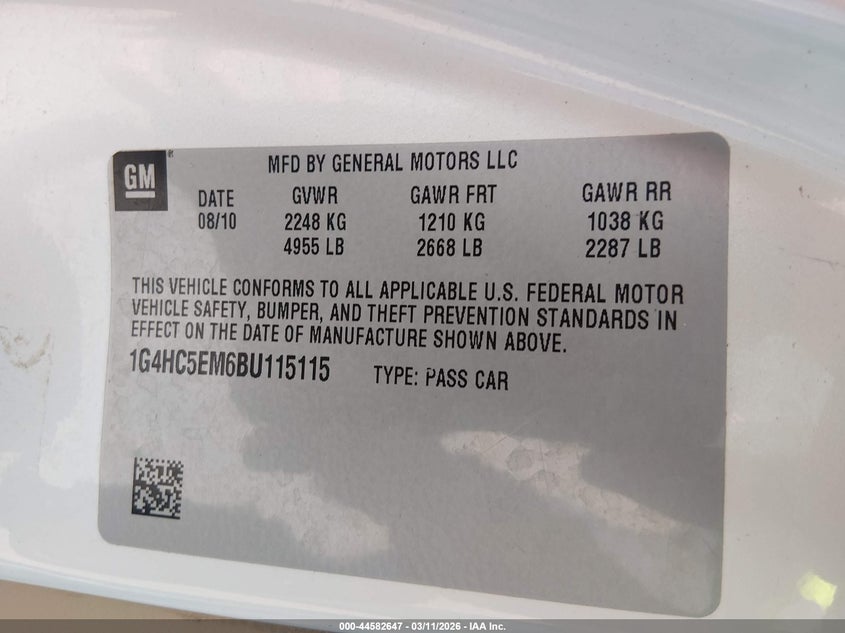 GM
MFD BY GENERAL MOTORS LLC
DATE GVWR GAWR FRT GAWR RR
08/10 2248 KG 1210 KG 1038 KG
4955 LB 2668 LB 2287 LB
THIS VEHICLE CONFORMS TO ALL APPLICABLE U.S. FEDERAL MOTOR
VEHICLE SAFETY, BUMPER, AND THEFT PREVENTION STANDARDS IN
EFFECT ON THE DATE OF MANUFACTURE SHOWN ABOVE.
1G4HC5EM6BU115115 TYPE: PASS CAR
000-44582647 - 03/11/2026 - IAA Inc.